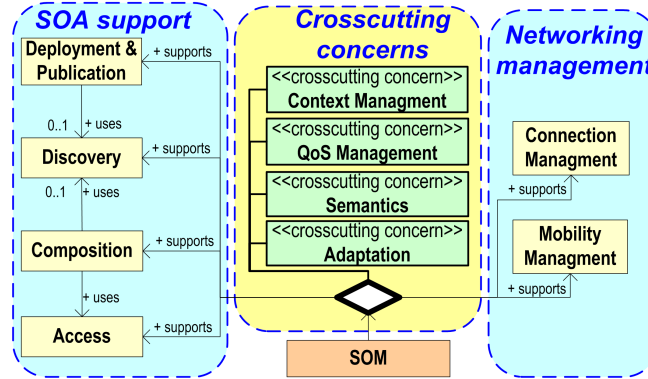 SOA support
Deployment &
Publication
+ supports
0..1
+ uses
Discovery
+ supports
0..1
+ uses
Composition
+ supports
+ uses
Access
+ supports
Crosscutting
concerns
<<crosscutting concern>>
Context Managment
<<crosscutting concern>>
QoS Management
<<crosscutting concern>>
Semantics
<<crosscutting concern>>
Adaptation
SOM
Networking
management
Connection
Managment
+ supports
Mobility
Managment
+ supports